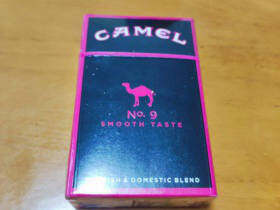 CAMEL
No. 9
SMOOTH TASTE
& DOMESTIC BLEND